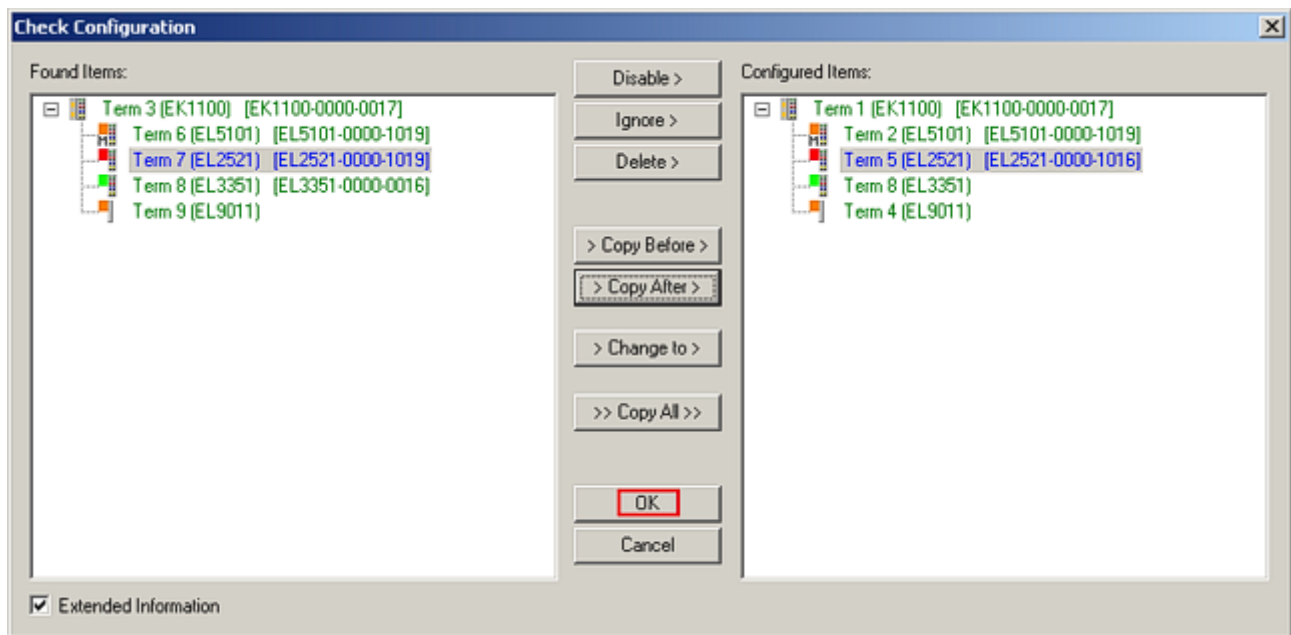 Check Configuration
Found Items:
Term 3 (EK1100) [EK1100-0000-0017]
Term 6 (EL5101) [EL5101-0000-1019]
Term 7 (EL2521) [EL2521-0000-1019]
Term 8 (EL3351) [EL3351-0000-0016]
Term 9 (EL9011)
Disable >
Ignore >
Delete >
> Copy Before >
> Copy After >
> Change to >
>> Copy All >>
OK
Cancel
Configured Items:
Term 1 (EK1100) [EK1100-0000-0017]
Term 2 (EL5101) [EL5101-0000-1019]
Term 5 (EL2521) [EL2521-0000-1016]
Term 8 (EL3351)
Term 4 (EL9011)
Extended Information